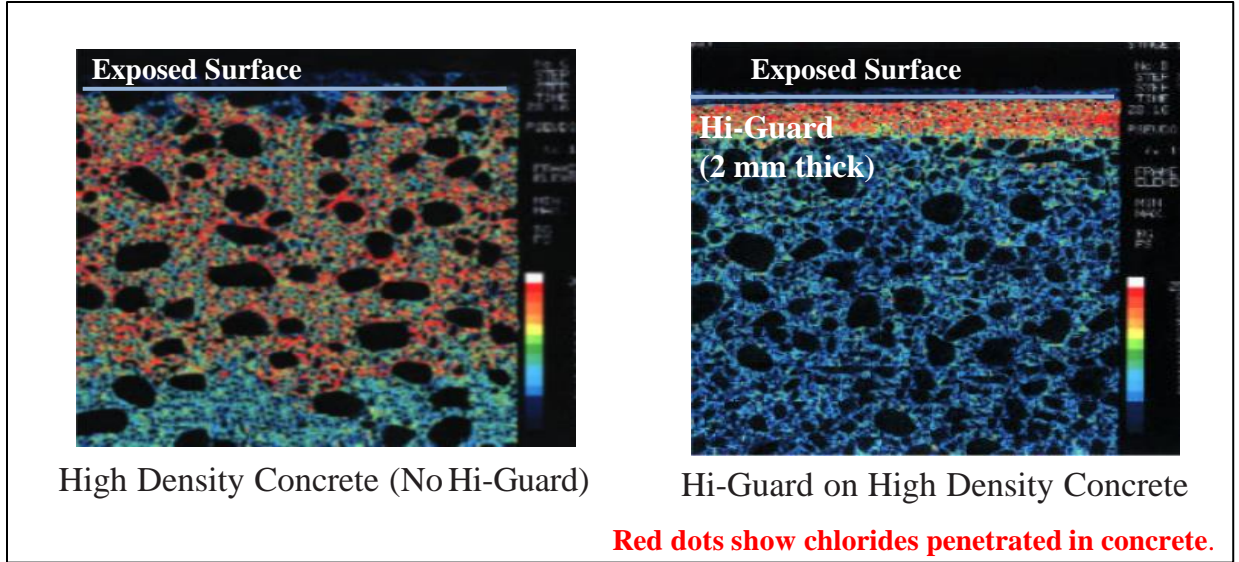 Exposed Surface
Exposed Surface
Hi-Guard
(2 mm thick)
High Density Concrete (No Hi-Guard)
Hi-Guard on High Density Concrete
Red dots show chlorides penetrated in concrete.